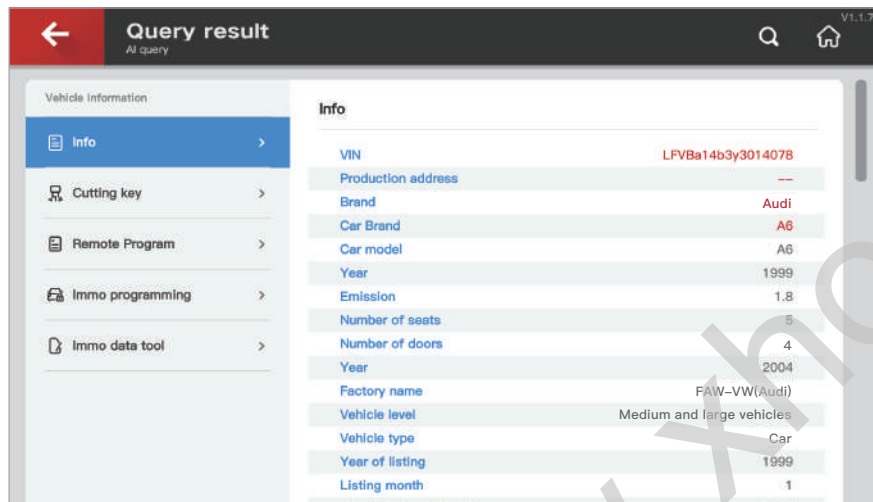 Query result
AI query
V1.1.7
Vehicle information
Info
Cutting key
Remote Program
Immo programming
Immo data tool
Info
VIN LFVBa14b3y3014078
Production address --
Brand Audi
Car Brand A6
Car model A6
Year 1999
Emission 1.8
Number of seats 5
Number of doors 4
Year 2004
Factory name FAW-VW(Audi)
Vehicle level Medium and large vehicles
Vehicle type Car
Year of listing 1999
Listing month 1
xho